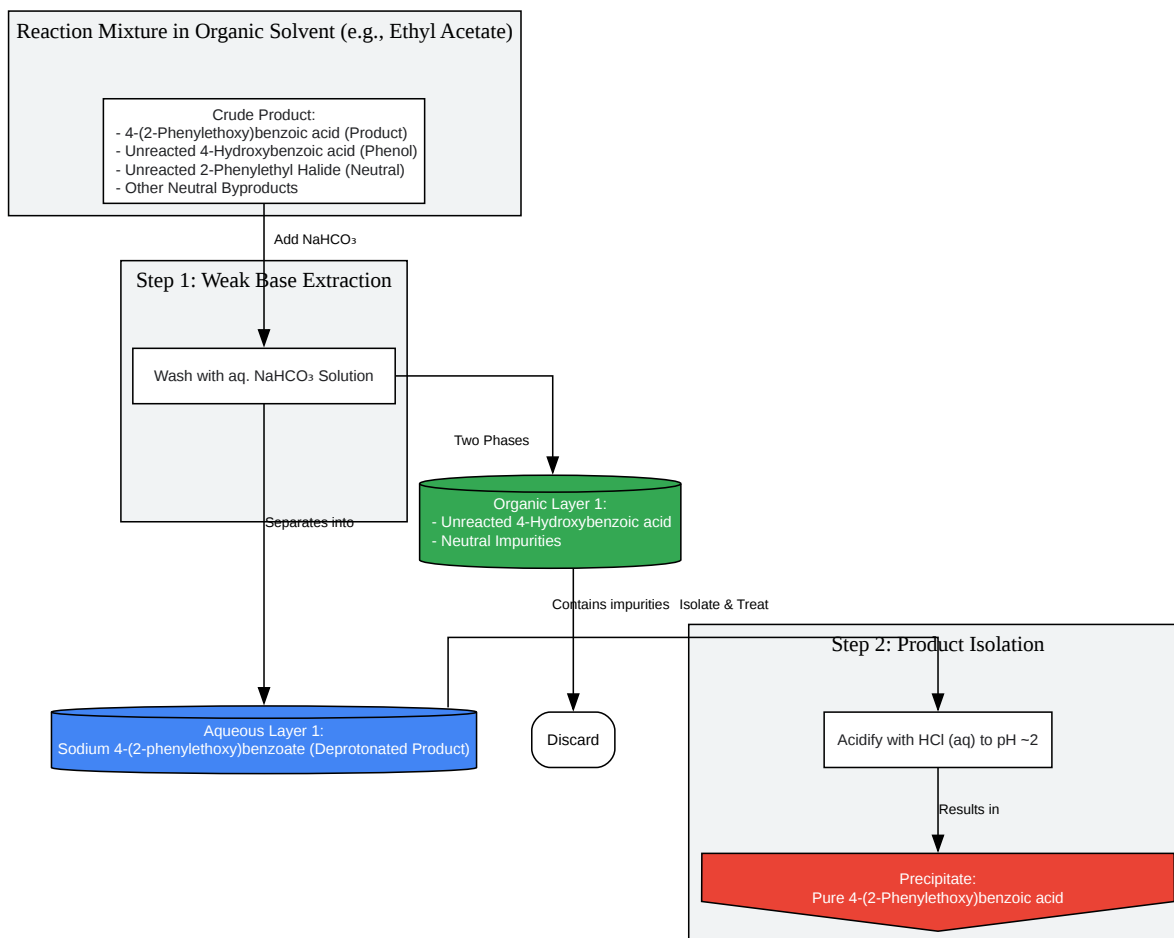 Reaction Mixture in Organic Solvent (e.g., Ethyl Acetate)
Crude Product:
- 4-(2-Phenylethoxy)benzoic acid (Product)
- Unreacted 4-Hydroxybenzoic acid (Phenol)
- Unreacted 2-Phenylethyl Halide (Neutral)
- Other Neutral Byproducts
Add NaHCO₃
Step 1: Weak Base Extraction
Wash with aq. NaHCO₃ Solution
Two Phases
Organic Layer 1:
- Unreacted 4-Hydroxybenzoic acid
- Neutral Impurities
Separates into
Contains impurities
Isolate & Treat
Step 2: Product Isolation
Aqueous Layer 1:
Sodium 4-(2-phenylethoxy)benzoate (Deprotonated Product)
Discard
Acidify with HCl (aq) to pH ~2
Results in
Precipitate:
Pure 4-(2-Phenylethoxy)benzoic acid